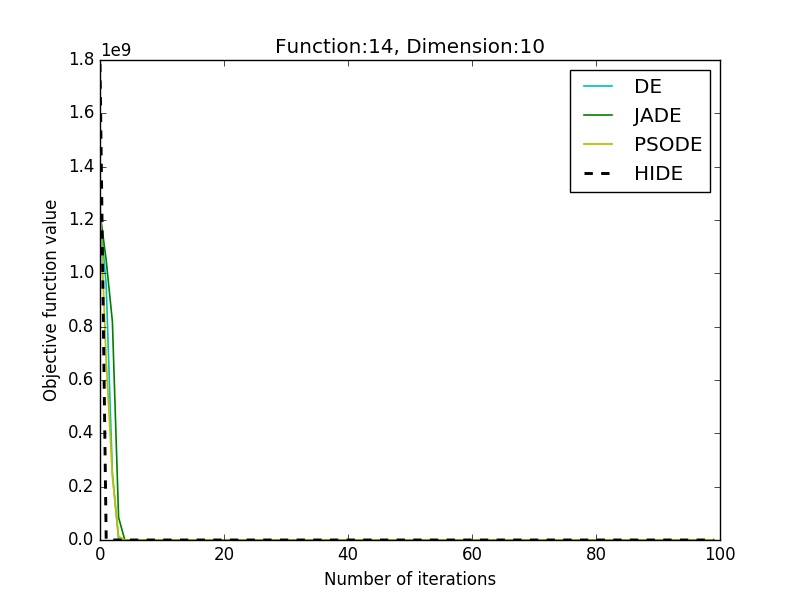 Function:14, Dimension:10
1e9
1.8
1.6
1.4
1.2
1.0
0.8
0.6
0.4
0.2
0.0
Objective function value
DE
JADE
PSODE
HIDE
0 20 40 60 80 100
Number of iterations